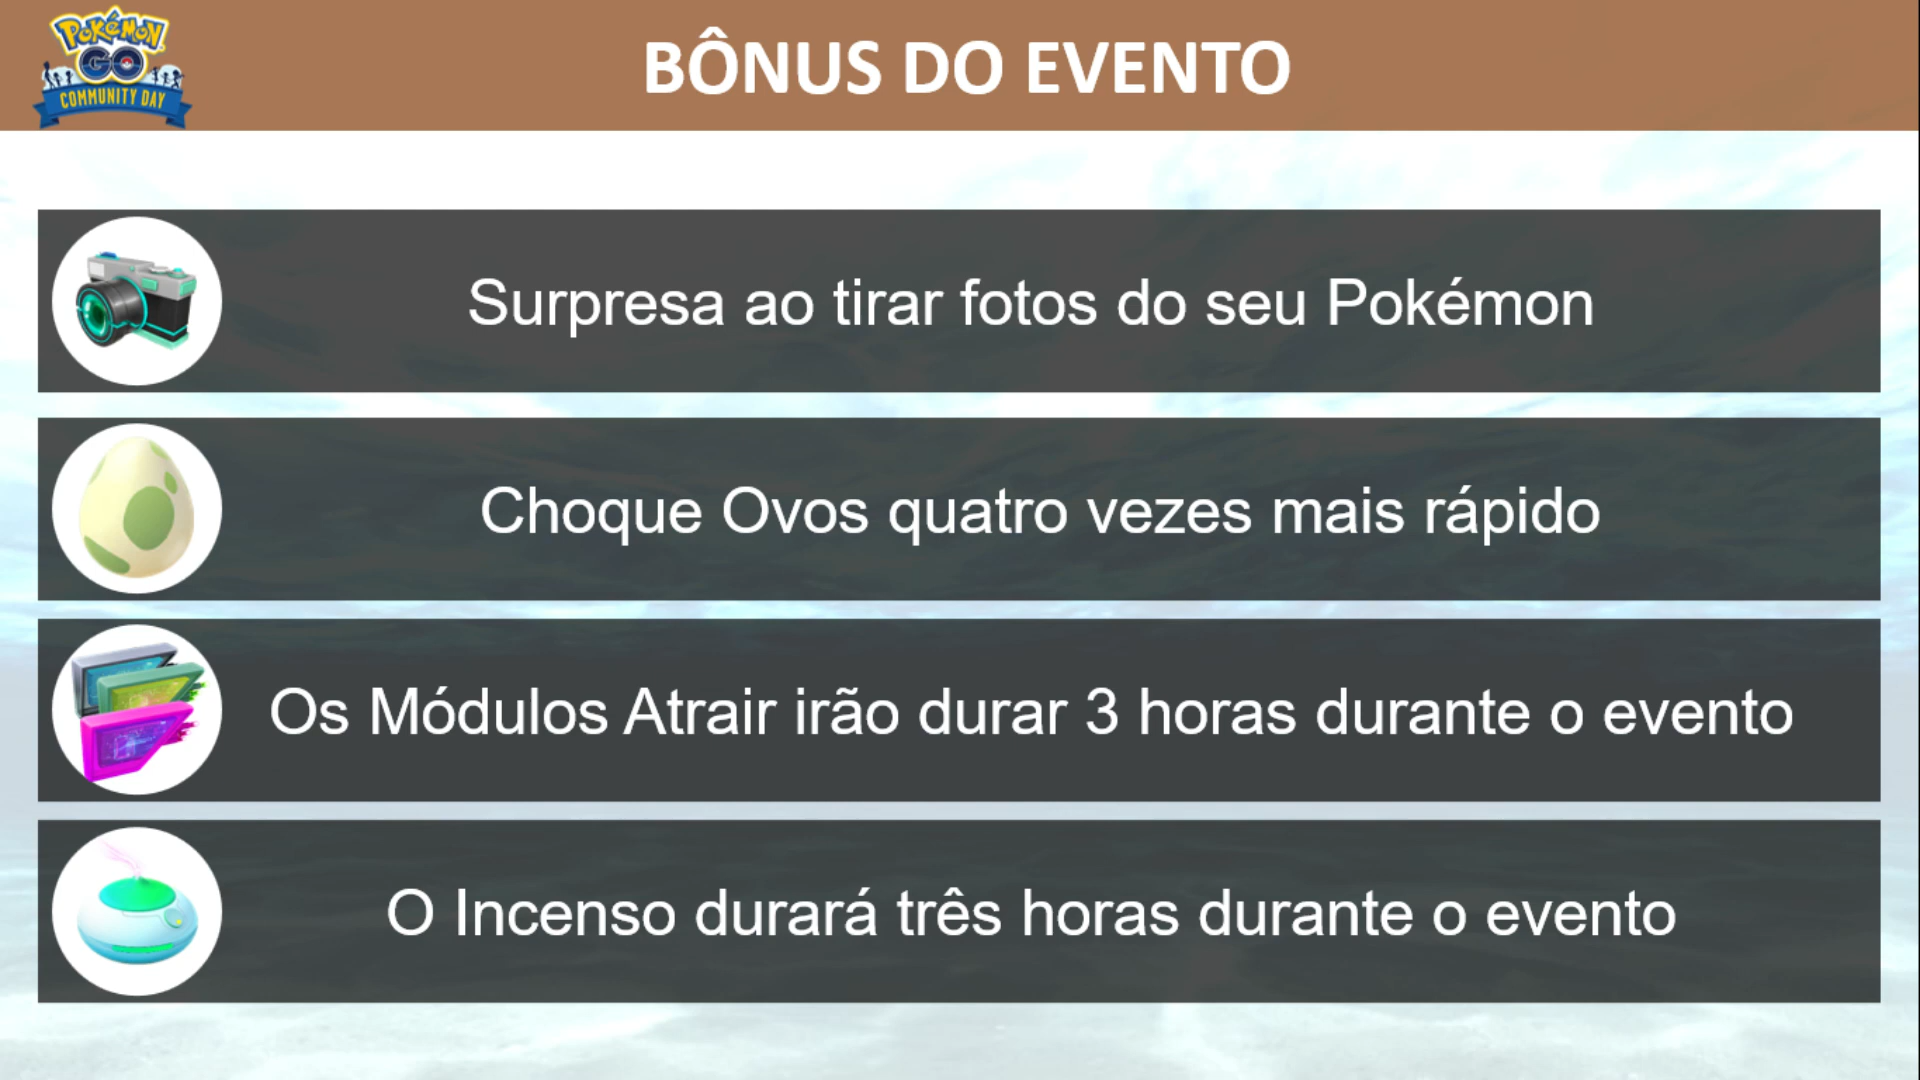 POKÉMON
GO
COMMUNITY DAY
BÔNUS DO EVENTO
Surpresa ao tirar fotos do seu Pokémon
Choque Ovos quatro vezes mais rápido
Os Módulos Atrair irão durar 3 horas durante o evento
O Incenso durará três horas durante o evento